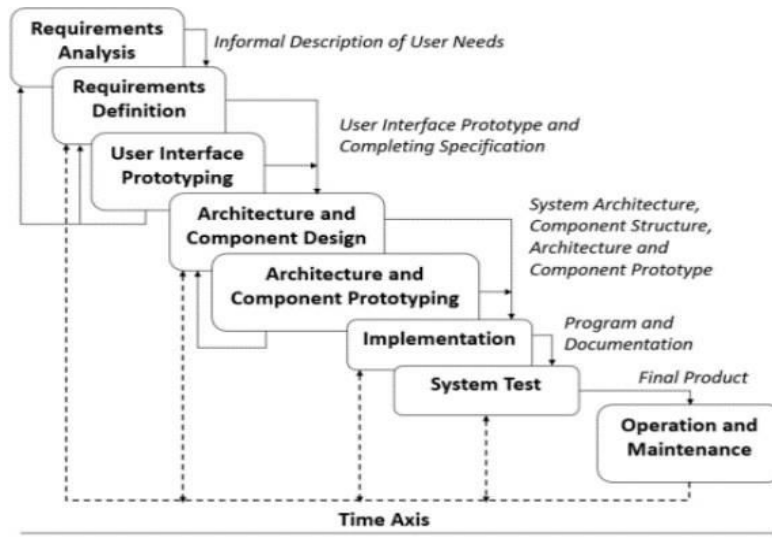 Requirements
Analysis
Informal Description of User Needs
Requirements
Definition
User Interface Prototype and
Completing Specification
User Interface
Prototyping
System Architecture,
Component Structure,
Architecture and
Component Prototype
Architecture and
Component Design
Architecture and
Component Prototyping
Implementation
Program and
Documentation
System Test
Final Product
Operation and
Maintenance
Time Axis